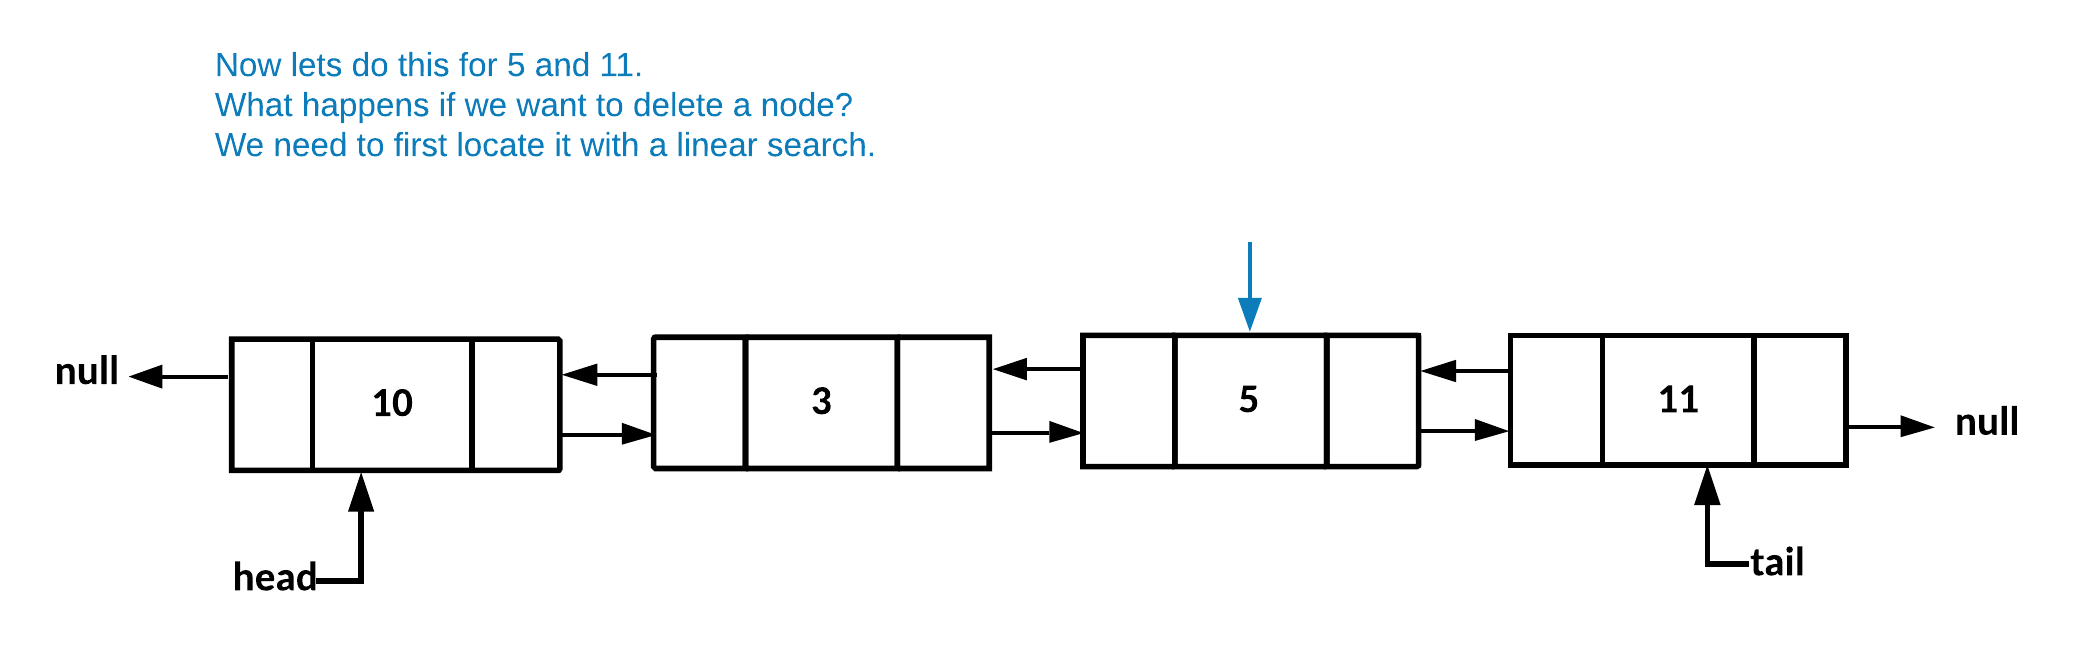 Now lets do this for 5 and 11.
What happens if we want to delete a node?
We need to first locate it with a linear search.
null
10
3
5
11
null
head
tail